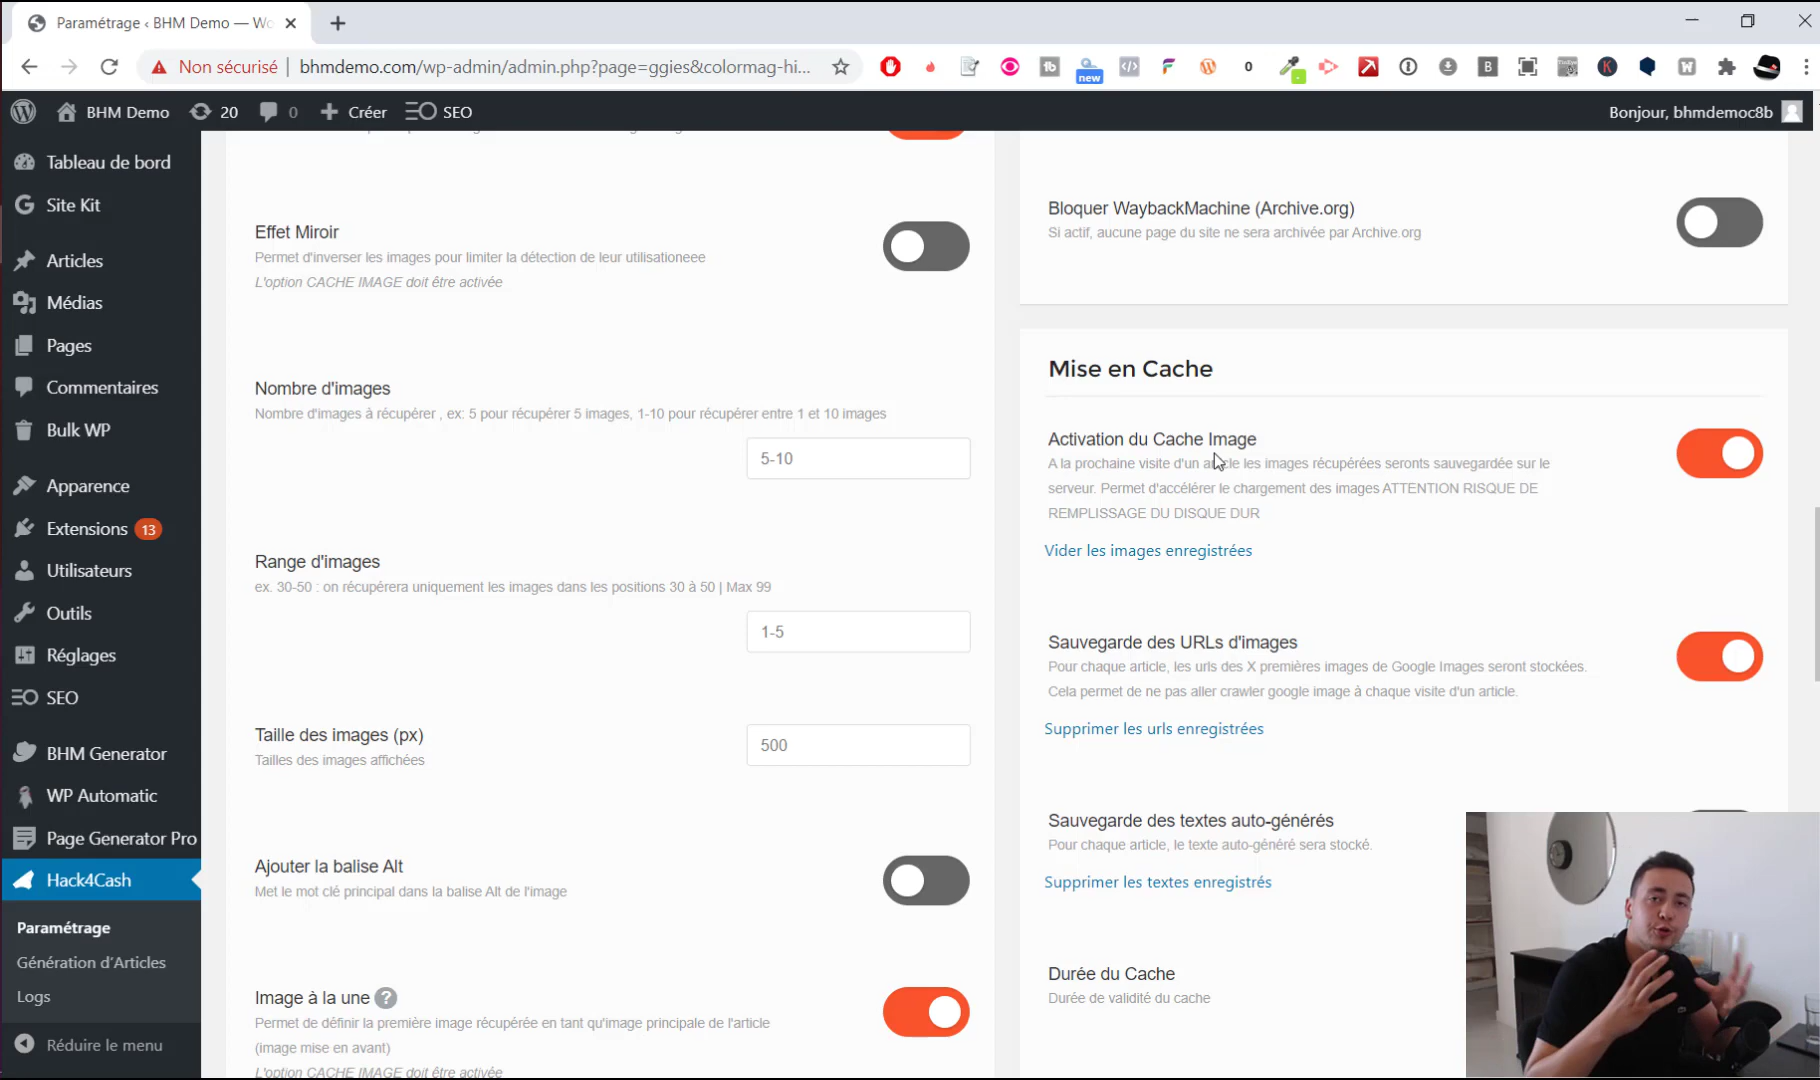 Paramétrage ‹ BHM Demo — Wo
Non sécurisé
bhmdemo.com/wp-admin/admin.php?page=ggies&colormag-hi...
new
BHM Demo
20
0
Créer
SEO
Bonjour, bhmdemoc8b
Tableau de bord
Site Kit
Articles
Médias
Pages
Commentaires
Bulk WP
Apparence
Extensions 13
Utilisateurs
Outils
Réglages
SEO
BHM Generator
WP Automatic
Page Generator Pro
Hack4Cash
Paramétrage
Génération d'Articles
Logs
Réduire le menu
Effet Miroir
Permet d'inverser les images pour limiter la détection de leur utilisationeee
L'option CACHE IMAGE doit être activée
Nombre d'images
Nombre d'images à récupérer , ex: 5 pour récupérer 5 images, 1-10 pour récupérer entre 1 et 10 images
5-10
Range d'images
ex. 30-50 : on récupérera uniquement les images dans les positions 30 à 50 | Max 99
1-5
Taille des images (px)
Tailles des images affichées
500
Ajouter la balise Alt
Met le mot clé principal dans la balise Alt de l'image
Image à la une ?
Permet de définir la première image récupérée en tant qu'image principale de l'article
(image mise en avant)
L'option CACHE IMAGE doit être activée
Bloquer WaybackMachine (Archive.org)
Si actif, aucune page du site ne sera archivée par Archive.org
Mise en Cache
Activation du Cache Image
A la prochaine visite d'un article les images récupérées seronts sauvegardée sur le
serveur. Permet d'accélérer le chargement des images ATTENTION RISQUE DE
REMPLISSAGE DU DISQUE DUR
Vider les images enregistrées
Sauvegarde des URLs d'images
Pour chaque article, les urls des X premières images de Google Images seront stockées.
Cela permet de ne pas aller crawler google image à chaque visite d'un article.
Supprimer les urls enregistrées
Sauvegarde des textes auto-générés
Pour chaque article, le texte auto-généré sera stocké.
Supprimer les textes enregistrés
Durée du Cache
Durée de validité du cache